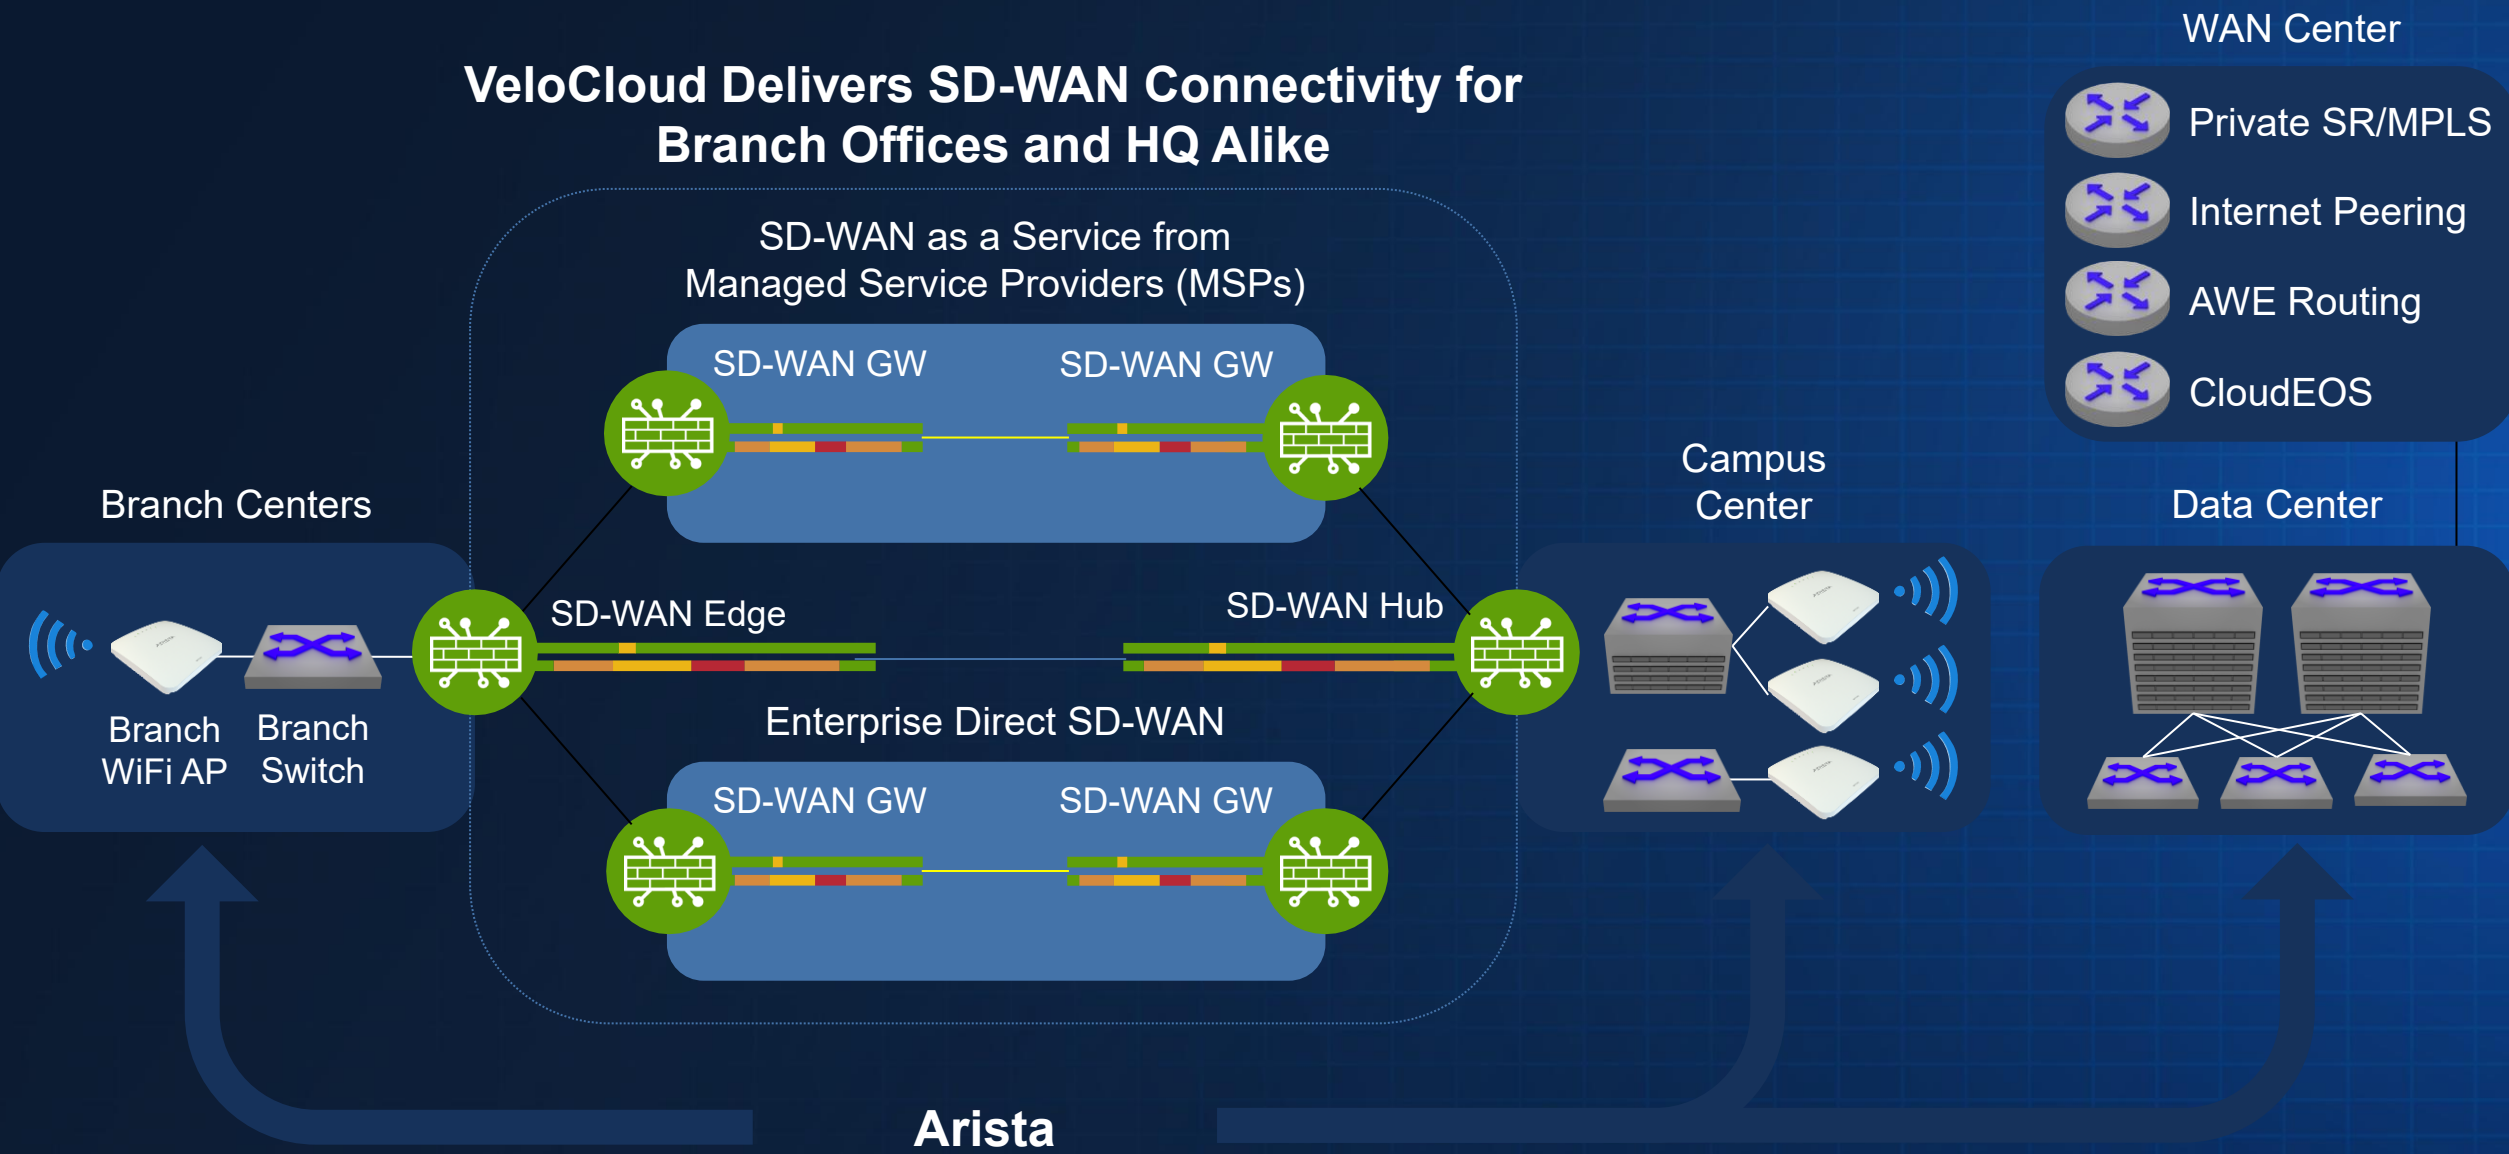 WAN Center
VeloCloud Delivers SD-WAN Connectivity for
Branch Offices and HQ Alike
Private SR/MPLS
Internet Peering
AWE Routing
CloudEOS
SD-WAN as a Service from
Managed Service Providers (MSPs)
SD-WAN GW
SD-WAN GW
Branch Centers
Campus
Center
Data Center
SD-WAN Edge
SD-WAN Hub
Branch
WiFi AP
Branch
Switch
Enterprise Direct SD-WAN
SD-WAN GW
SD-WAN GW
Arista